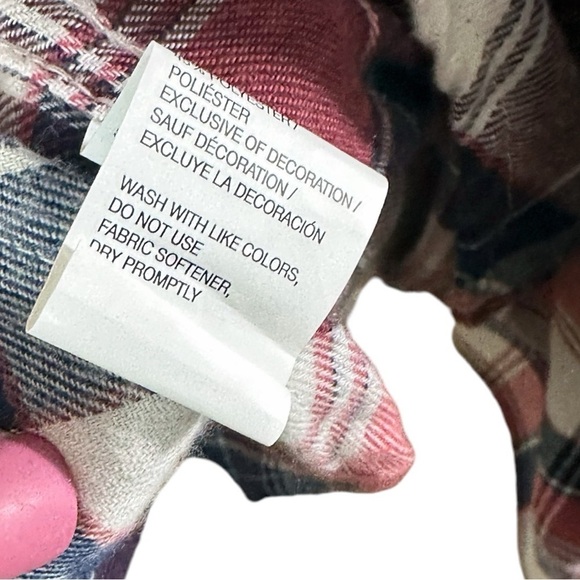 POLYESTER /
POLIÉSTER
EXCLUSIVE OF DECORATION /
SAUF DÉCORATION /
EXCLUYE LA DECORACIÓN
WASH WITH LIKE COLORS,
DO NOT USE
FABRIC SOFTENER,
DRY PROMPTLY